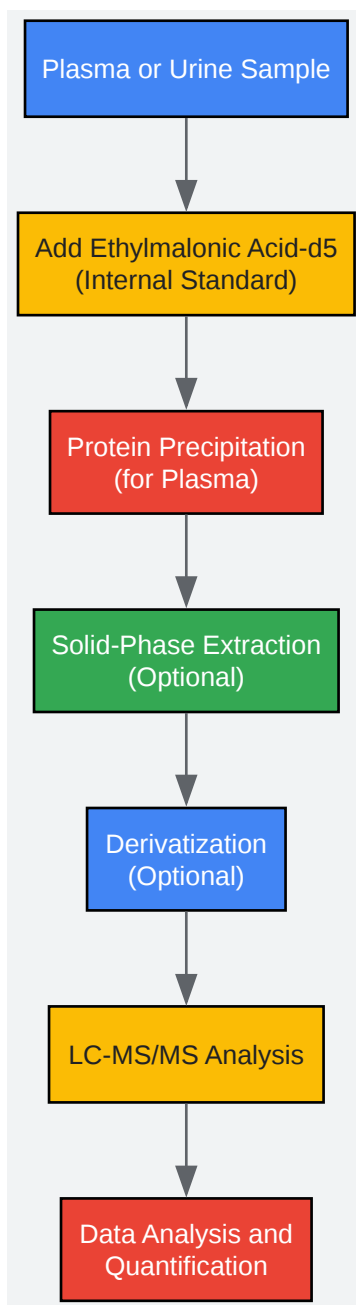 Plasma or Urine Sample
Add Ethylmalonic Acid-d5
(Internal Standard)
Protein Precipitation
(for Plasma)
Solid-Phase Extraction
(Optional)
Derivatization
(Optional)
LC-MS/MS Analysis
Data Analysis and
Quantification